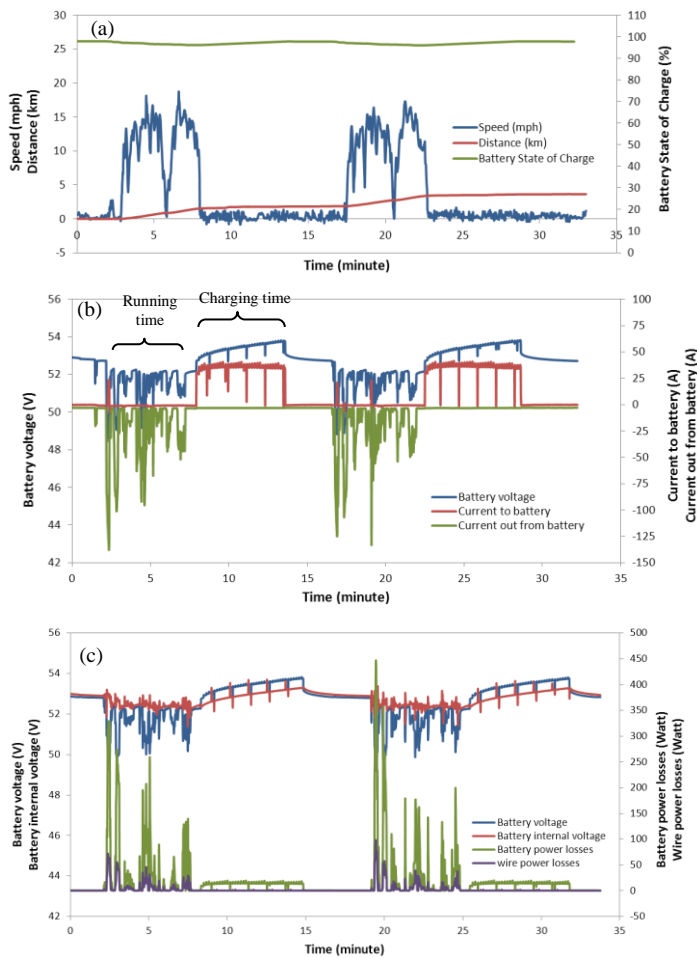 (a)
30
25
20
15
10
5
0
-5
Speed (mph)
Distance (km)
110
100
90
80
70
60
50
40
30
20
10
0
Battery State of Charge (%)
Speed (mph)
Distance (km)
Battery State of Charge
0 5 10 15 20 25 30 35
Time (minute)
(b)
Running
time
Charging time
56
54
52
50
48
46
44
42
Battery voltage (V)
100
75
50
25
0
-25
-50
-75
-100
-125
-150
Current to battery (A)
Current out from battery (A)
Battery voltage
Current to battery
Current out from battery
0 5 10 15 20 25 30 35
Time (minute)
(c)
56
54
52
50
48
46
44
42
Battery voltage (V)
Battery internal voltage (V)
500
450
400
350
300
250
200
150
100
50
0
-50
Battery power losses (Watt)
Wire power losses (Watt)
Battery voltage
Battery internal voltage
Battery power losses
wire power losses
0 5 10 15 20 25 30 35
Time (minute)